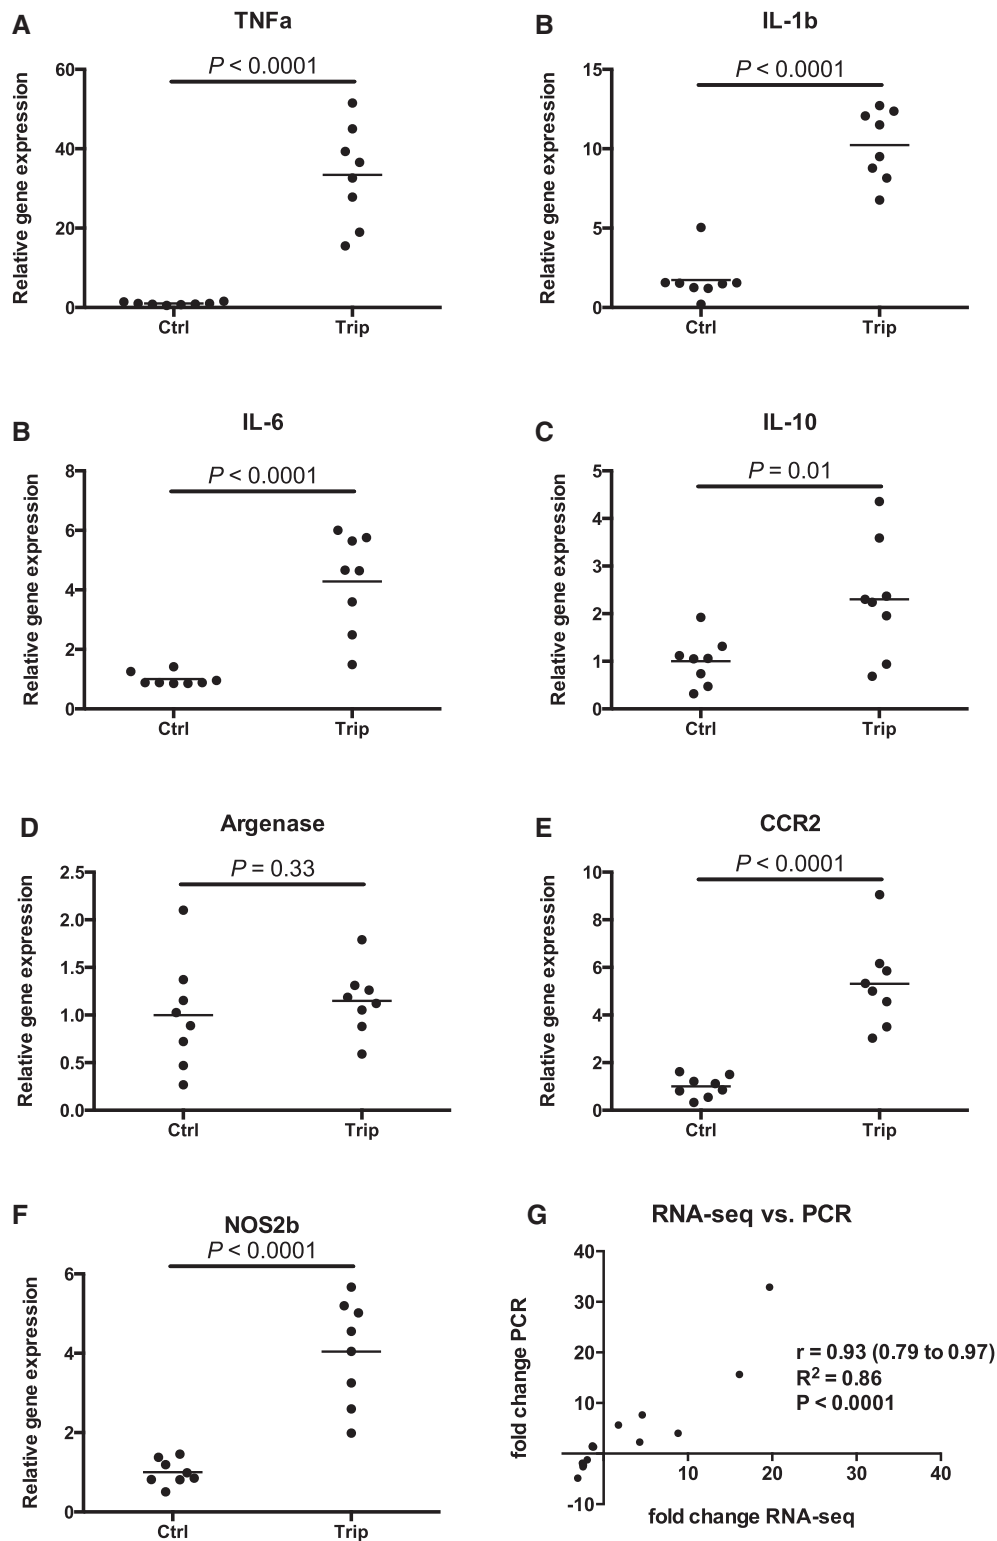 A
TNFa
P < 0.0001
Relative gene expression
60
40
20
0
Ctrl
Trip
B
IL-1b
P < 0.0001
Relative gene expression
15
10
5
0
Ctrl
Trip
B
IL-6
P < 0.0001
Relative gene expression
8
6
4
2
0
Ctrl
Trip
C
IL-10
P = 0.01
Relative gene expression
5
4
3
2
1
0
Ctrl
Trip
D
Argenase
P = 0.33
Relative gene expression
2.5
2.0
1.5
1.0
0.5
0.0
Ctrl
Trip
E
CCR2
P < 0.0001
Relative gene expression
10
8
6
4
2
0
Ctrl
Trip
F
NOS2b
P < 0.0001
Relative gene expression
6
4
2
0
Ctrl
Trip
G
RNA-seq vs. PCR
fold change PCR
40
30
20
10
-10
r = 0.93 (0.79 to 0.97)
R² = 0.86
P < 0.0001
10
20
30
40
fold change RNA-seq